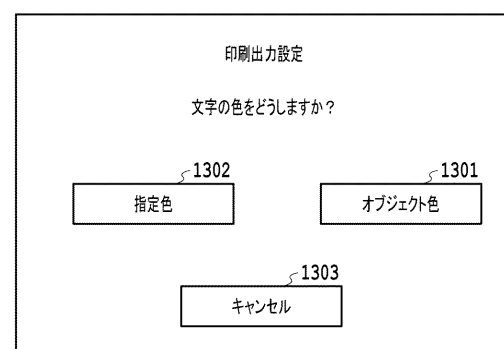 印刷出力設定
文字の色をどうしますか？
1302
1301
指定色
オブジェクト色
1303
キャンセル